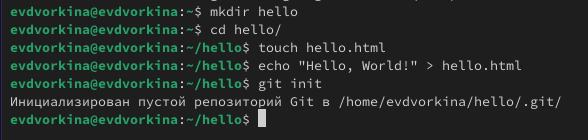 evdvorkina@evdvorkina:~$ mkdir hello
evdvorkina@evdvorkina:~$ cd hello/
evdvorkina@evdvorkina:~/hello$ touch hello.html
evdvorkina@evdvorkina:~/hello$ echo "Hello, World!" > hello.html
evdvorkina@evdvorkina:~/hello$ git init
Инициализирован пустой репозиторий Git в /home/evdvorkina/hello/.git/
evdvorkina@evdvorkina:~/hello$